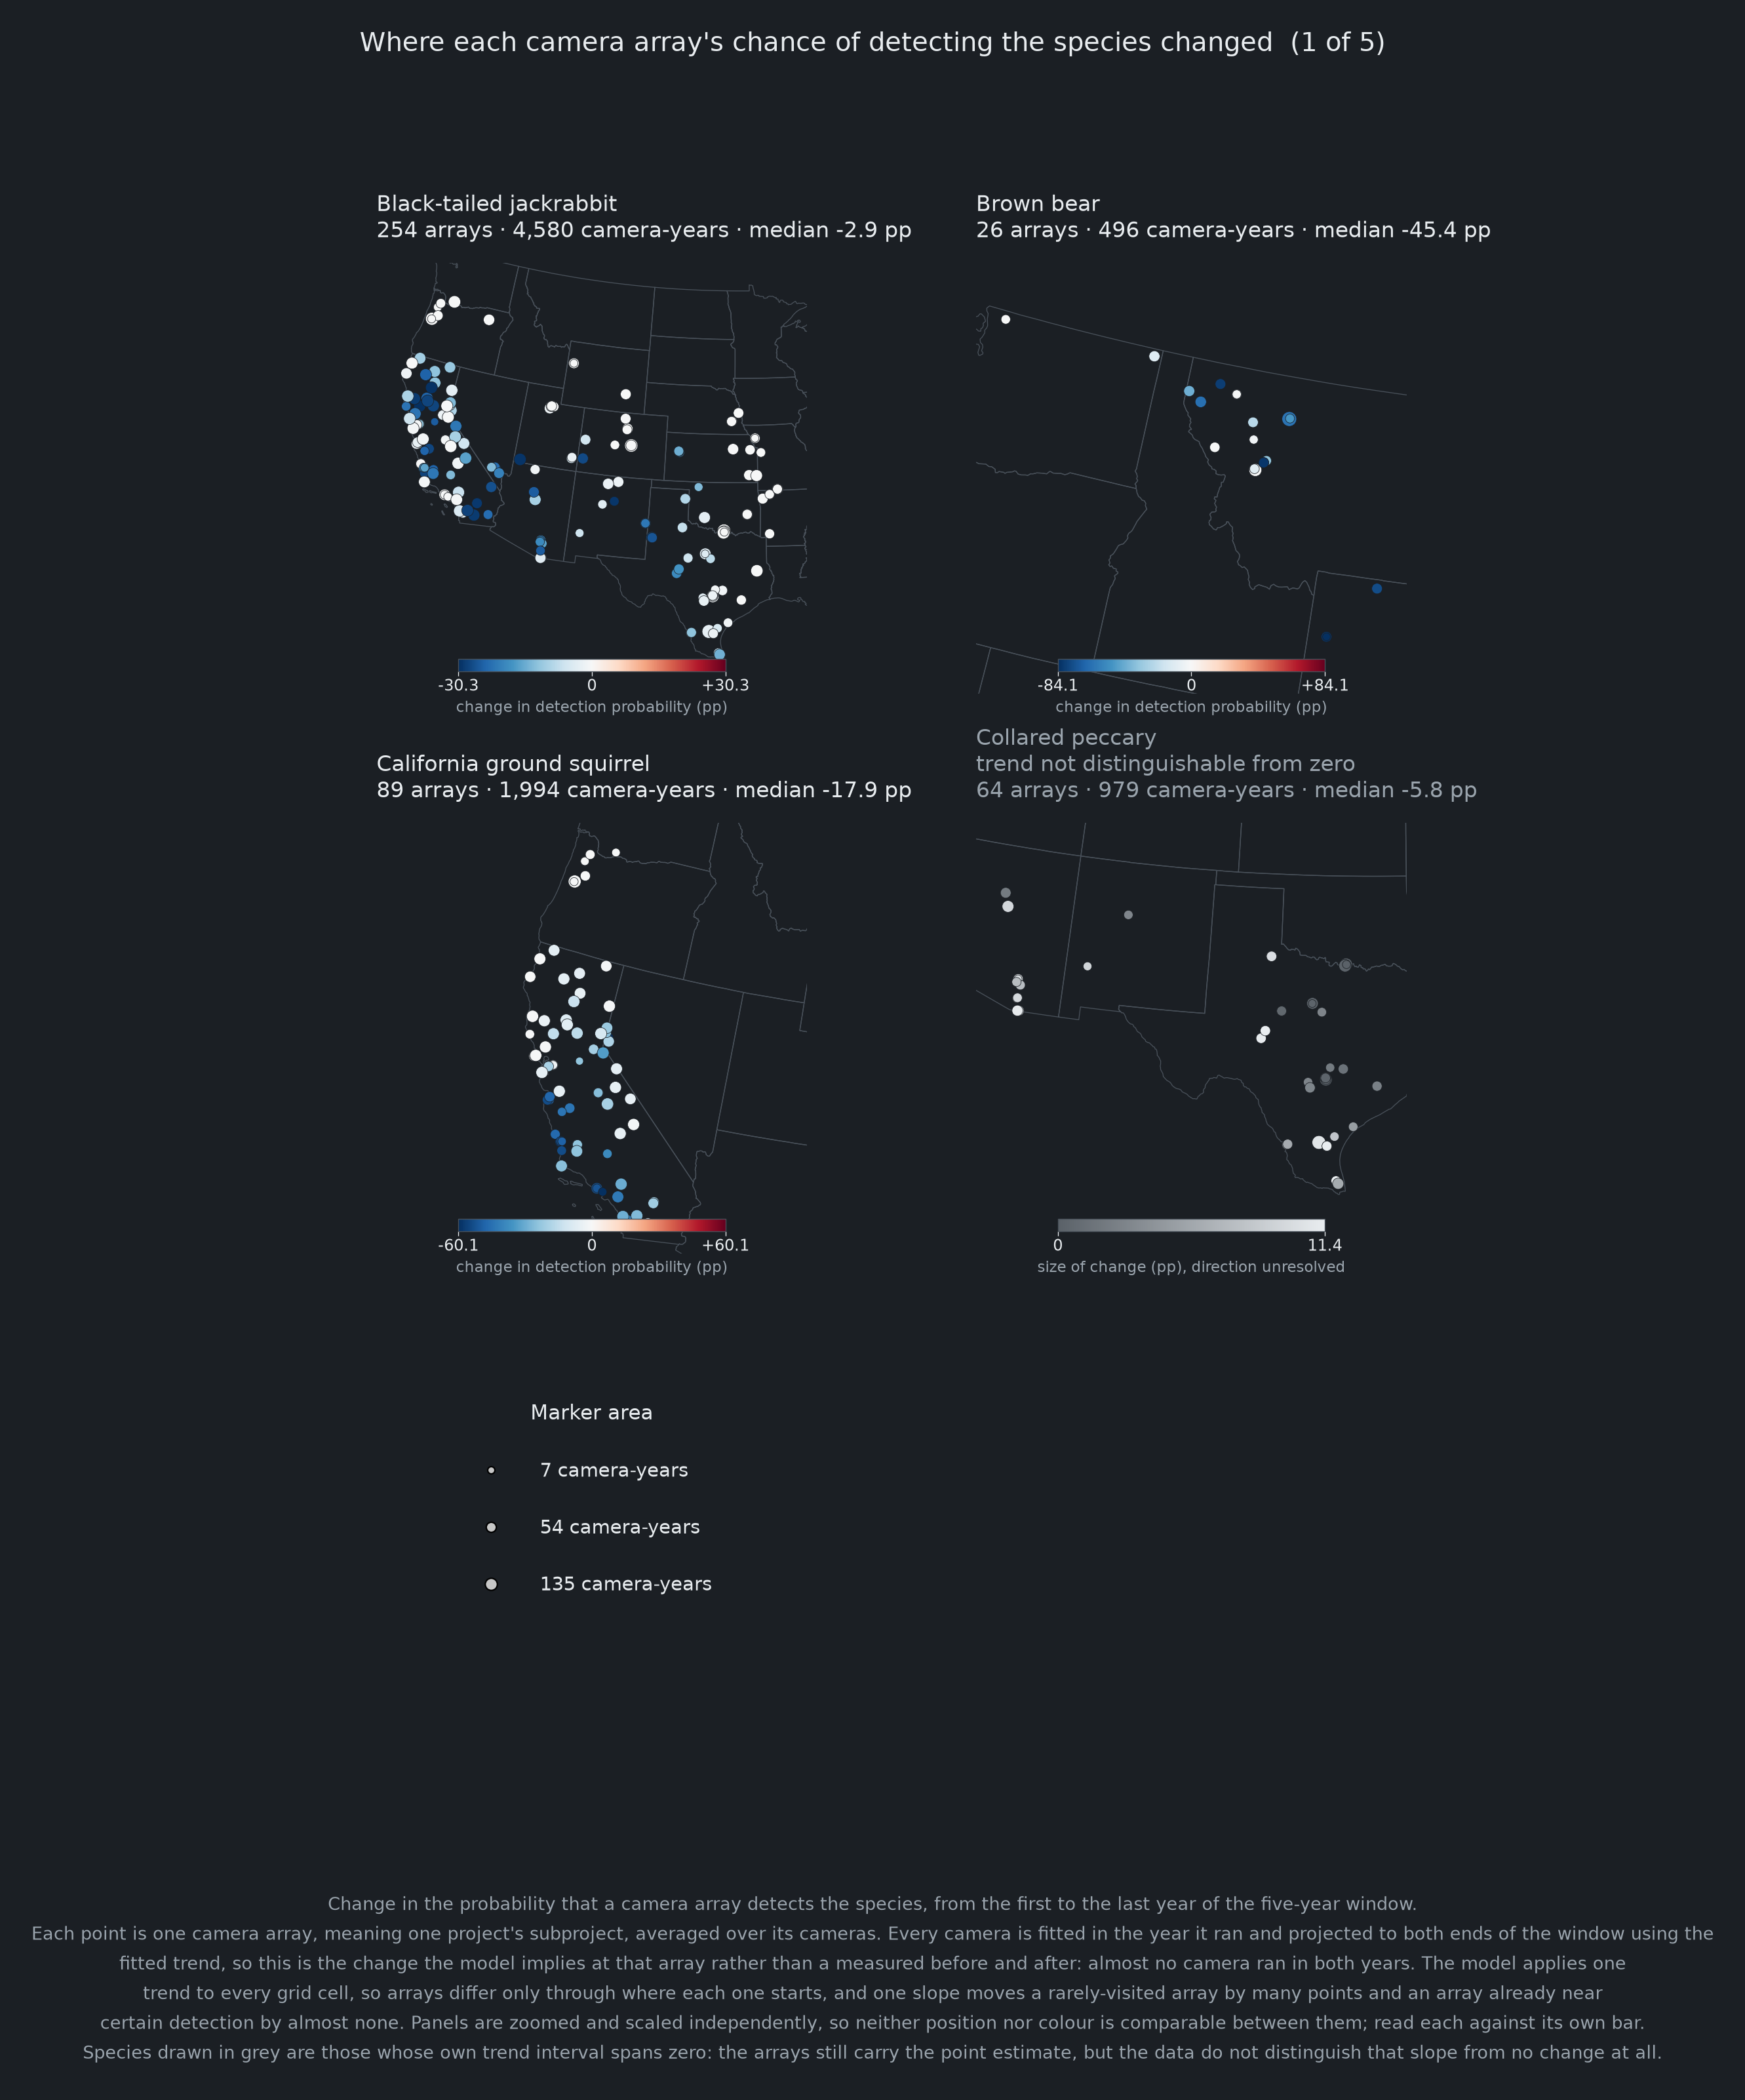 Where each camera array's chance of detecting the species changed  (1 of 5)
Black-tailed jackrabbit
254 arrays · 4,580 camera-years · median -2.9 pp
Brown bear
26 arrays · 496 camera-years · median -45.4 pp
-30.3
0
+30.3
change in detection probability (pp)
-84.1
0
+84.1
change in detection probability (pp)
California ground squirrel
89 arrays · 1,994 camera-years · median -17.9 pp
Collared peccary
trend not distinguishable from zero
64 arrays · 979 camera-years · median -5.8 pp
-60.1
0
+60.1
change in detection probability (pp)
0
11.4
size of change (pp), direction unresolved
Marker area
7 camera-years
54 camera-years
135 camera-years
Change in the probability that a camera array detects the species, from the first to the last year of the five-year window.
Each point is one camera array, meaning one project's subproject, averaged over its cameras. Every camera is fitted in the year it ran and projected to both ends of the window using the
fitted trend, so this is the change the model implies at that array rather than a measured before and after: almost no camera ran in both years. The model applies one
trend to every grid cell, so arrays differ only through where each one starts, and one slope moves a rarely-visited array by many points and an array already near
certain detection by almost none. Panels are zoomed and scaled independently, so neither position nor colour is comparable between them; read each against its own bar.
Species drawn in grey are those whose own trend interval spans zero: the arrays still carry the point estimate, but the data do not distinguish that slope from no change at all.